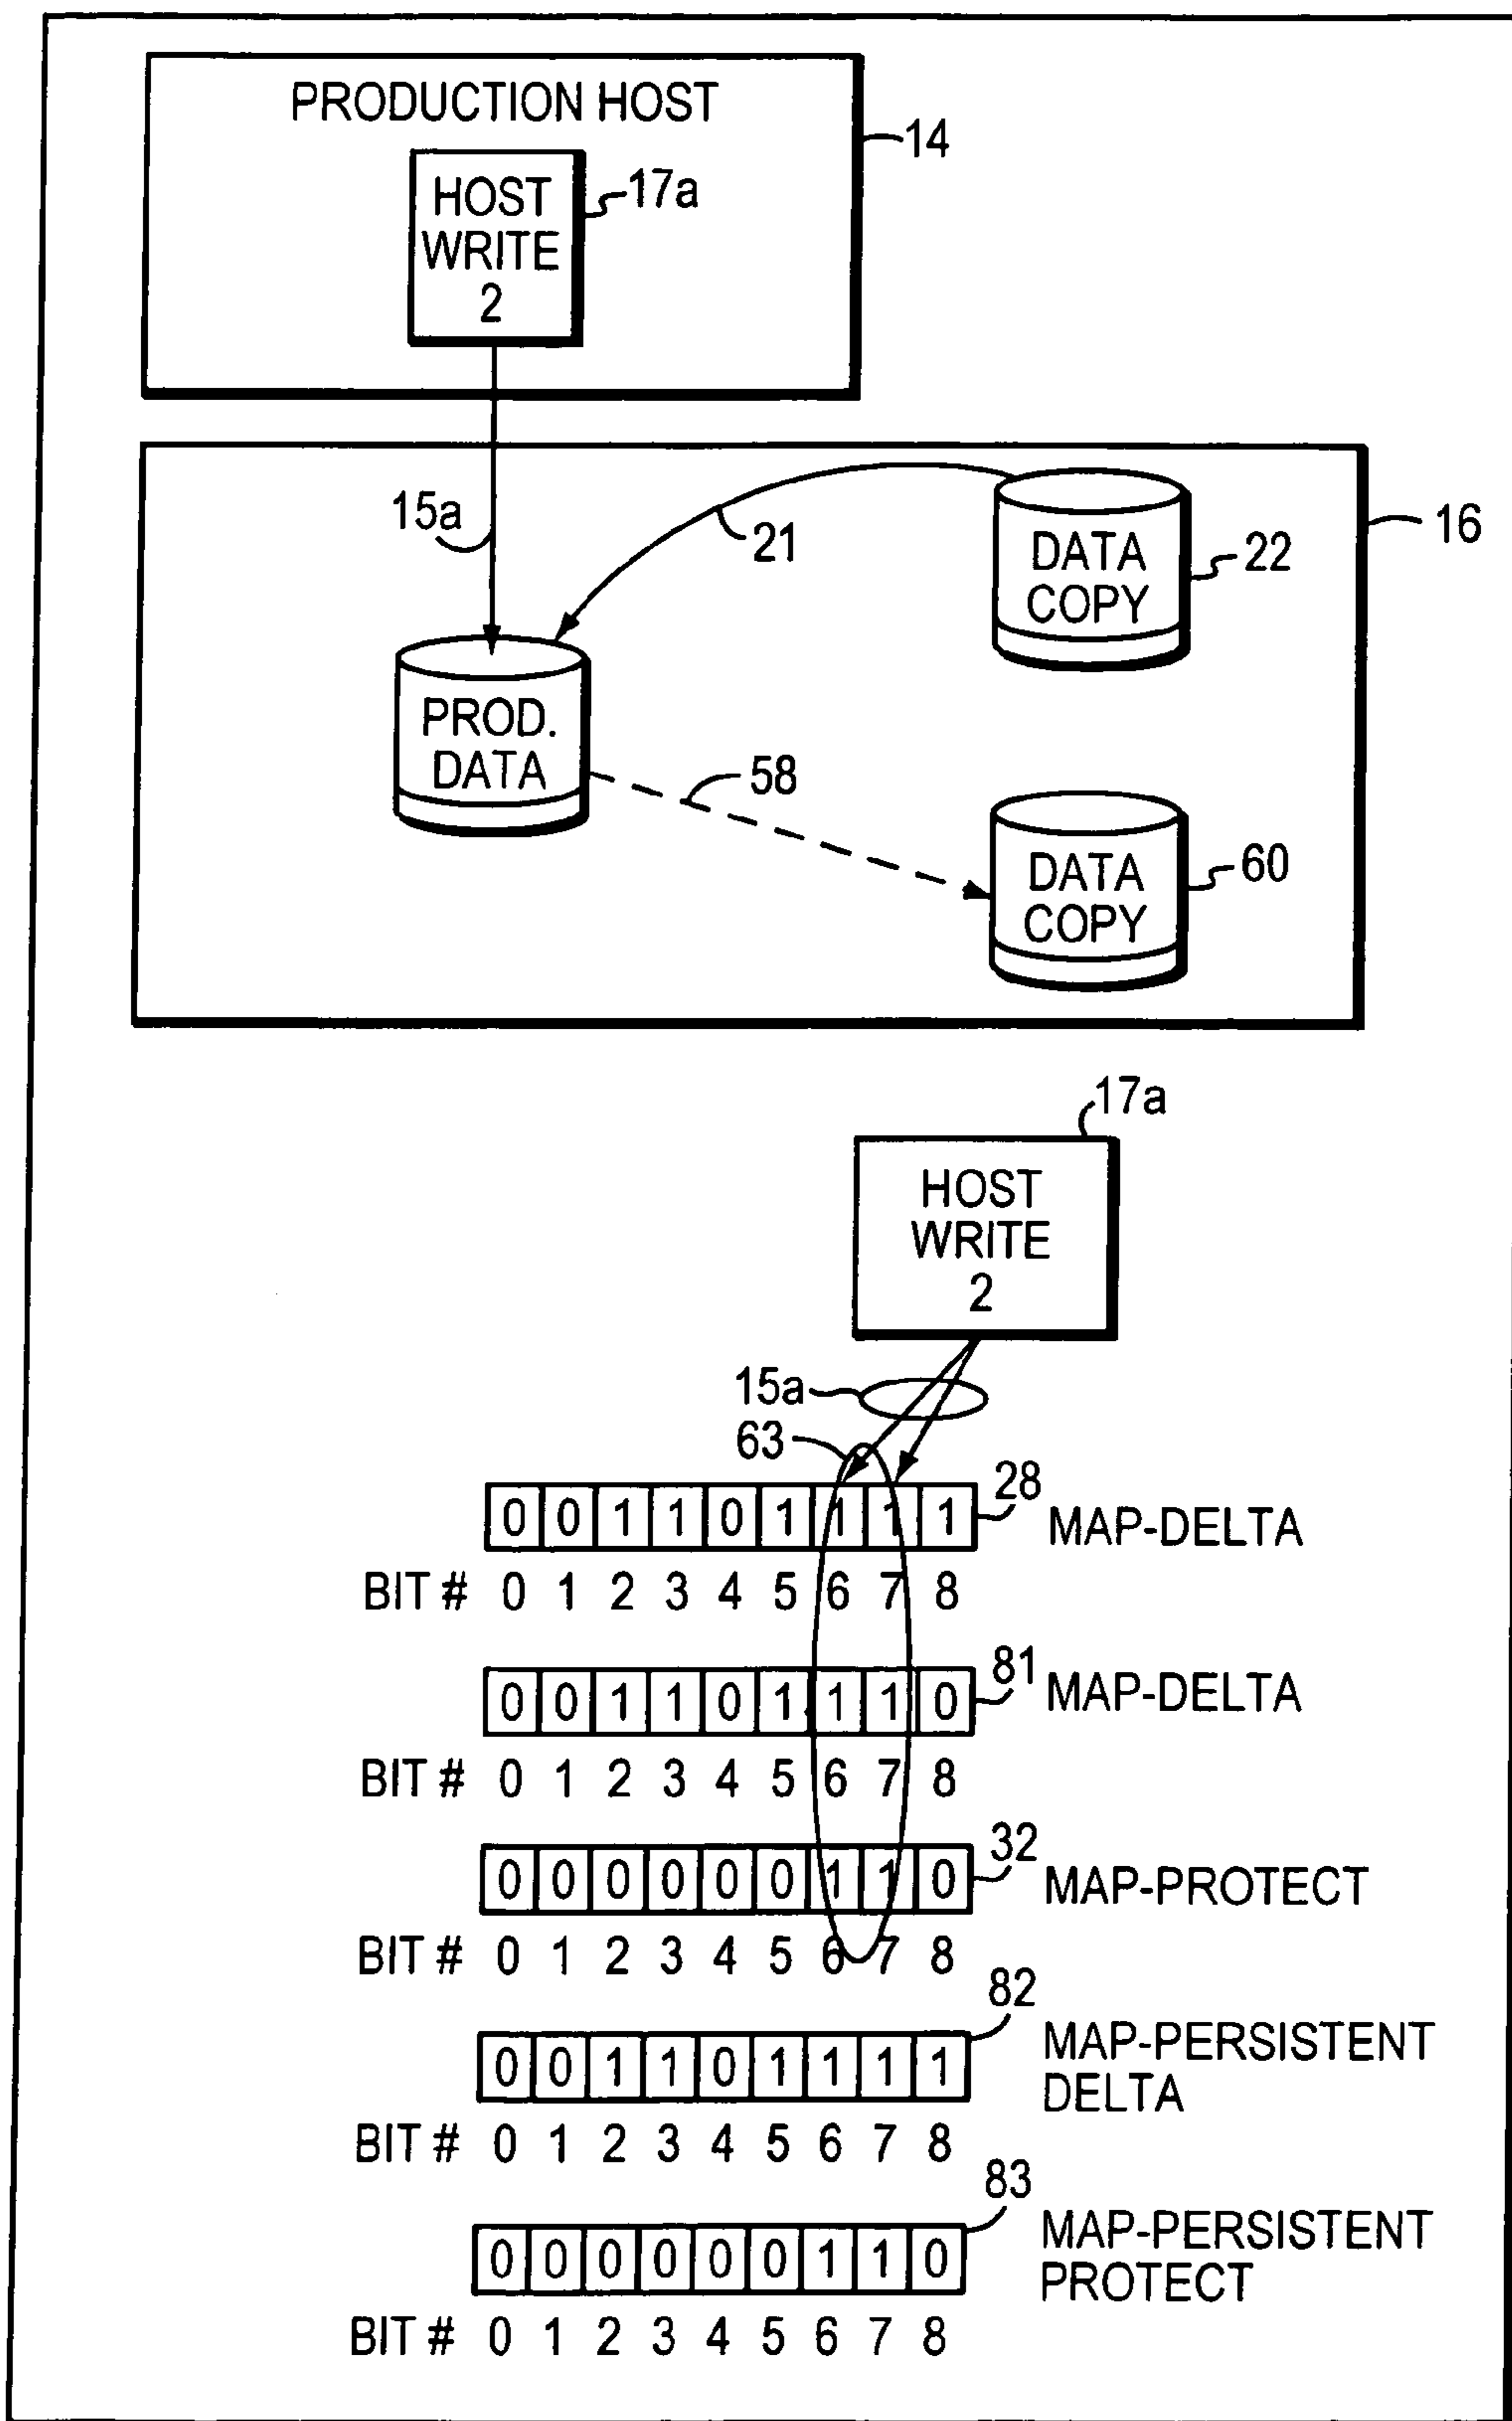 PRODUCTION HOST
14
HOST
WRITE
2
17a
15a
21
DATA
COPY
22
16
PROD.
DATA
58
DATA
COPY
60
17a
HOST
WRITE
2
15a
63
0 0 1 1 0 1 1 1 1
28
MAP-DELTA
BIT # 0 1 2 3 4 5 6 7 8
0 0 1 1 0 1 1 1 0
81
MAP-DELTA
BIT # 0 1 2 3 4 5 6 7 8
0 0 0 0 0 0 1 1 0
32
MAP-PROTECT
BIT # 0 1 2 3 4 5 6 7 8
82
0 0 1 1 0 1 1 1 1
MAP-PERSISTENT
DELTA
BIT # 0 1 2 3 4 5 6 7 8
83
0 0 0 0 0 0 1 1 0
MAP-PERSISTENT
PROTECT
BIT # 0 1 2 3 4 5 6 7 8